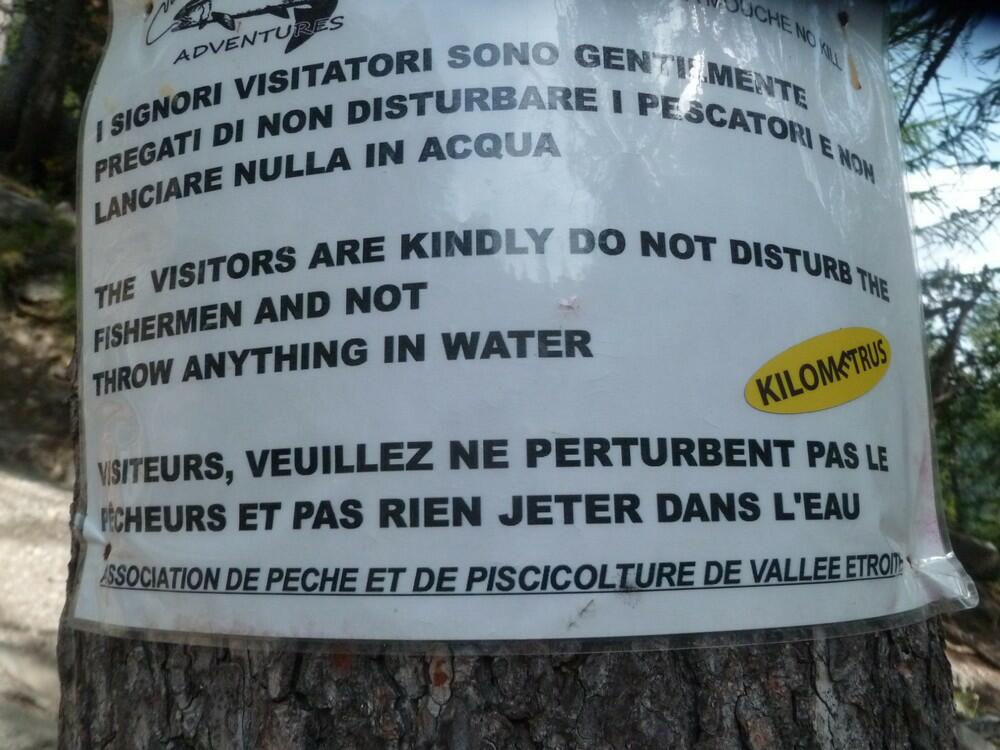 ADVENTURES
MOUCHE NO KILL
I SIGNORI VISITATORI SONO GENTILMENTE
PREGATI DI NON DISTURBARE I PESCATORI E NON
LANCIARE NULLA IN ACQUA
THE VISITORS ARE KINDLY DO NOT DISTURB THE
FISHERMEN AND NOT
THROW ANYTHING IN WATER
KILOMETRUS
VISITEURS, VEUILLEZ NE PERTURBENT PAS LE
PÊCHEURS ET PAS RIEN JETER DANS L'EAU
ASSOCIATION DE PECHE ET DE PISCICOLTURE DE VALLEE ETROITE